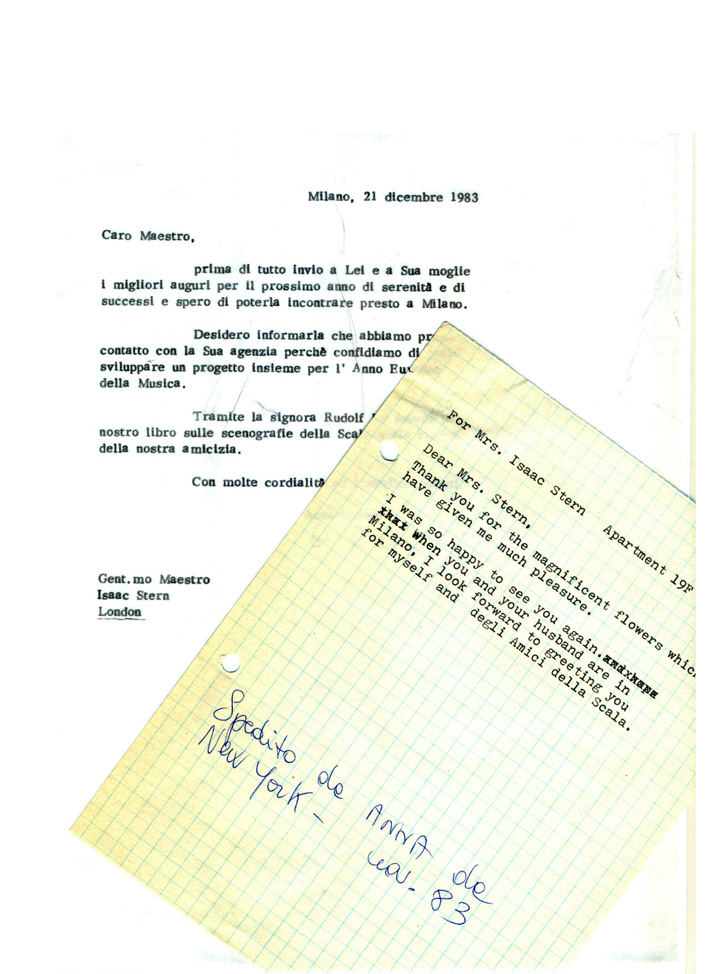 Milano, 21 dicembre 1983
Caro Maestro,
prima di tutto invio a Lei e a Sua moglie
i migliori auguri per il prossimo anno di serenità e di
successi e spero di poterla incontrare presto a Milano.
Desidero informarla che abbiamo pr
contatto con la Sua agenzia perchè confidiamo di
sviluppare un progetto insieme per l' Anno Eu
della Musica.
Tramite la signora Rudolf
nostro libro sulle scenografie della Scal
della nostra amicizia.
Con molte cordialità
Gent.mo Maestro
Isaac Stern
London
For Mrs. Isaac Stern Apartment 19F
Dear Mrs. Stern,
Thank you for the magnificent flowers whic
have given me much pleasure.
I was so happy to see you again.
When you and your husband are in
Milano, I look forward to greeting you
for myself and degli Amici della Scala.
Spedito da ANNA da
New York - nov. 83